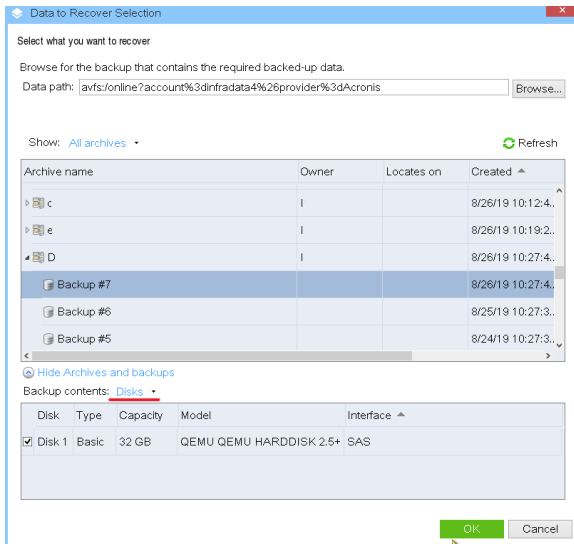 Data to Recover Selection
Select what you want to recover
Browse for the backup that contains the required backed-up data.
Data path: avfs:/online?account%3dinfradata4%26provider%3dAcronis Browse...
Show: All archives Refresh
Archive name Owner Locates on Created
c I 8/26/19 10:12:4..
e I 8/26/19 10:19:2..
D I 8/26/19 10:27:4..
Backup #7 8/26/19 10:27:4..
Backup #6 8/25/19 10:27:3..
Backup #5 8/24/19 10:27:3..
Hide Archives and backups
Backup contents: Disks
Disk Type Capacity Model Interface
Disk 1 Basic 32 GB QEMU QEMU HARDDISK 2.5+ SAS
OK Cancel